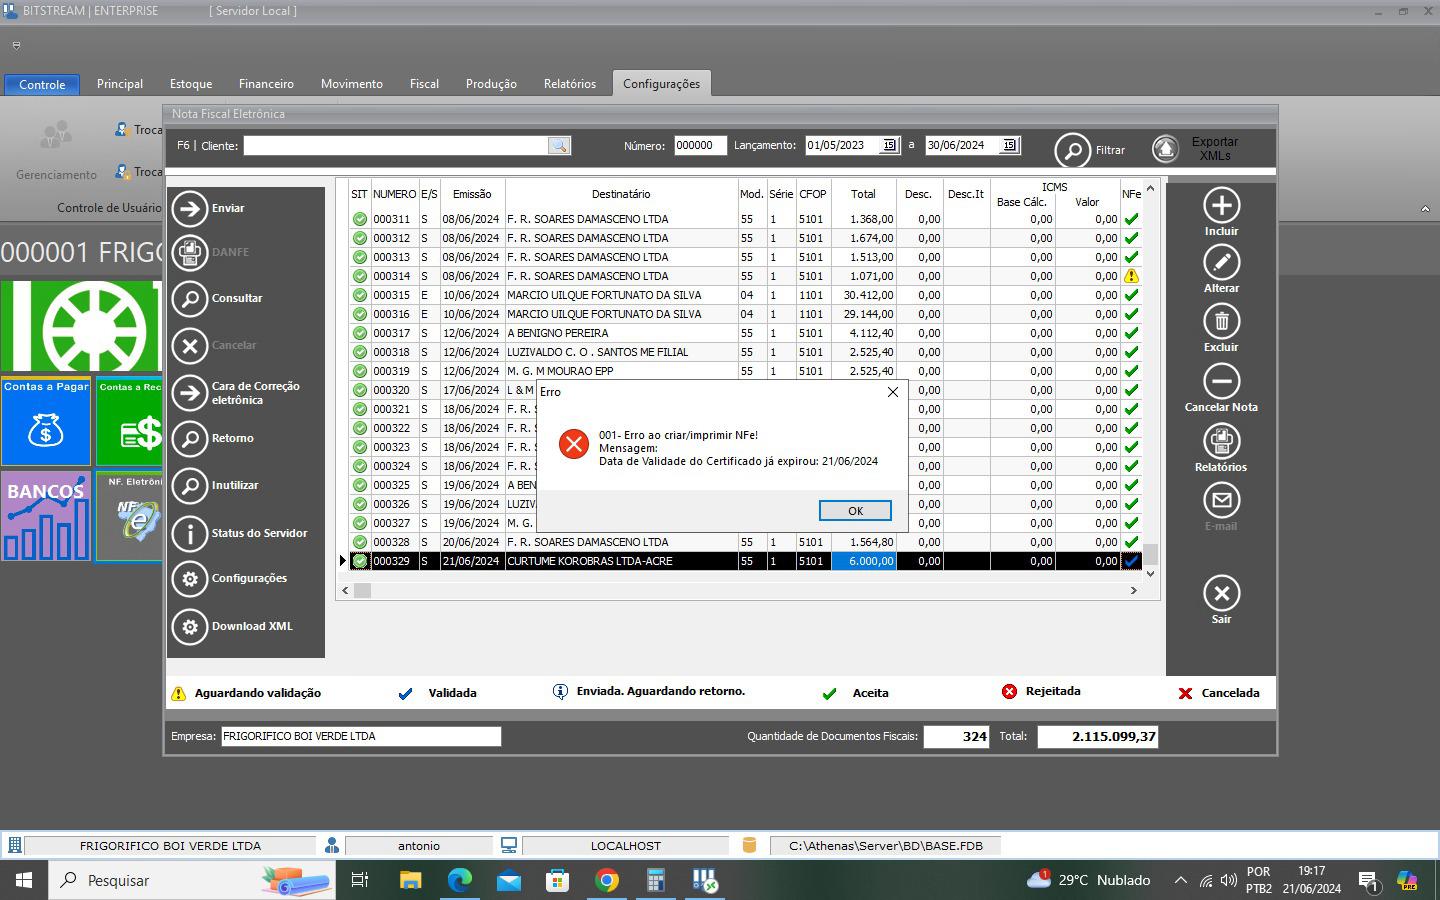 BITSTREAM | ENTERPRISE [ Servidor Local ]
Controle Principal Estoque Financeiro Movimento Fiscal Produção Relatórios Configurações
Gerenciamento
Troca
Troca
Controle de Usuário
000001 FRIG
Contas a Pagar
Contas a Rec
BANCOS
NF. Eletrôni
NF e
Nota Fiscal Eletrônica
F6 | Cliente: Número: 000000 Lançamento: 01/05/2023 15 a 30/06/2024 15 Filtrar Exportar XMLs
Enviar
DANFE
Consultar
Cancelar
Cara de Correção
eletrônica
Retorno
Inutilizar
Status do Servidor
Configurações
Download XML
SIT NUMERO E/S Emissão Destinatário Mod. Série CFOP Total Desc. Desc.It ICMS Base Cálc. Valor NFe
000311 S 08/06/2024 F. R. SOARES DAMASCENO LTDA 55 1 5101 1.368,00 0,00 0,00 0,00
000312 S 08/06/2024 F. R. SOARES DAMASCENO LTDA 55 1 5101 1.674,00 0,00 0,00 0,00
000313 S 08/06/2024 F. R. SOARES DAMASCENO LTDA 55 1 5101 1.513,00 0,00 0,00 0,00
000314 S 08/06/2024 F. R. SOARES DAMASCENO LTDA 55 1 5101 1.071,00 0,00 0,00 0,00
000315 E 10/06/2024 MARCIO UILQUE FORTUNATO DA SILVA 04 1 1101 30.412,00 0,00 0,00 0,00
000316 E 10/06/2024 MARCIO UILQUE FORTUNATO DA SILVA 04 1 1101 29.144,00 0,00 0,00 0,00
000317 S 12/06/2024 A BENIGNO PEREIRA 55 1 5101 4.112,40 0,00 0,00 0,00
000318 S 12/06/2024 LUZIVALDO C. O . SANTOS ME FILIAL 55 1 5101 2.525,40 0,00 0,00 0,00
000319 S 12/06/2024 M. G. M MOURAO EPP 55 1 5101 2.525,40 0,00 0,00 0,00
000320 S 17/06/2024 L & M 0,00 0,00 0,00
000321 S 18/06/2024 F. R. S 0,00 0,00 0,00
000322 S 18/06/2024 F. R. S 0,00 0,00 0,00
000323 S 18/06/2024 F. R. S 0,00 0,00 0,00
000324 S 18/06/2024 F. R. S 0,00 0,00 0,00
000325 S 19/06/2024 A BEN 0,00 0,00 0,00
000326 S 19/06/2024 LUZIV 0,00 0,00 0,00
000327 S 19/06/2024 M. G. 0,00 0,00 0,00
000328 S 20/06/2024 F. R. SOARES DAMASCENO LTDA 55 1 5101 1.564,80 0,00 0,00 0,00
000329 S 21/06/2024 CURTUME KOROBRAS LTDA-ACRE 55 1 5101 6.000,00 0,00 0,00 0,00
Erro
001- Erro ao criar/imprimir NFe!
Mensagem:
Data de Validade do Certificado já expirou: 21/06/2024
OK
Incluir
Alterar
Excluir
Cancelar Nota
Relatórios
E-mail
Sair
Aguardando validação Validada Enviada. Aguardando retorno. Aceita Rejeitada Cancelada
Empresa: FRIGORIFICO BOI VERDE LTDA Quantidade de Documentos Fiscais: 324 Total: 2.115.099,37
FRIGORIFICO BOI VERDE LTDA antonio LOCALHOST C:\Athenas\Server\BD\BASE.FDB
Pesquisar 1 29°C Nublado POR PTB2 19:17 21/06/2024 1 PRE